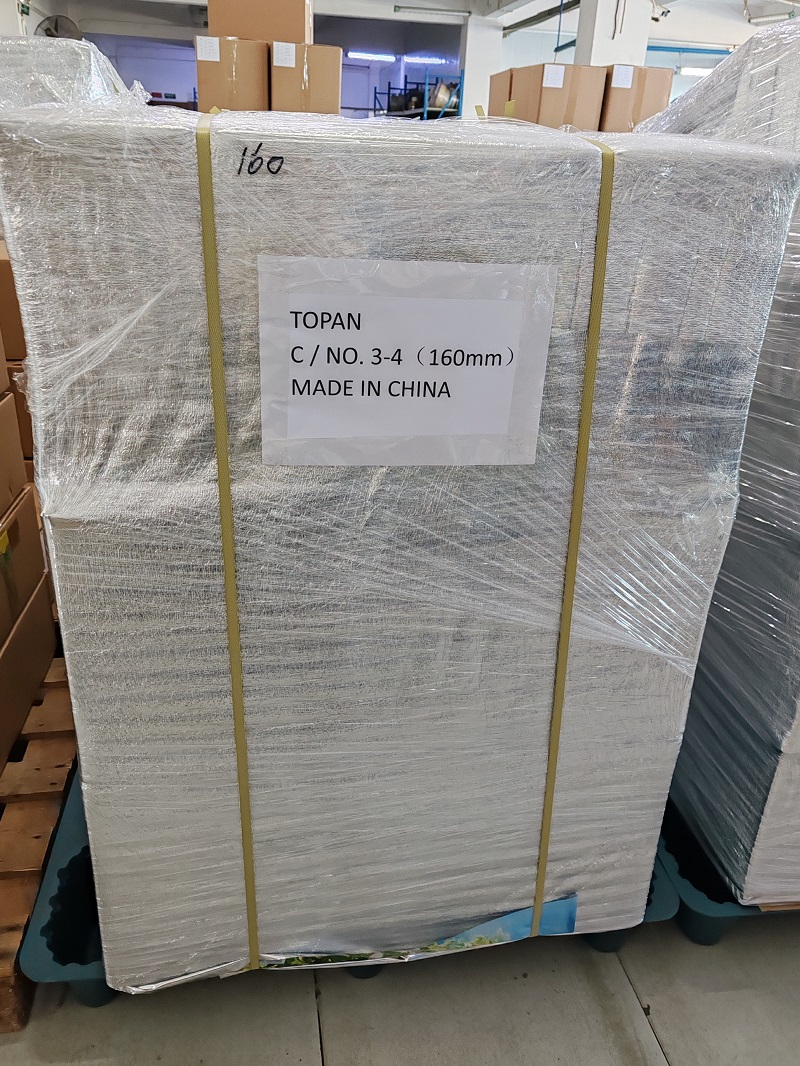 160
TOPAN
C / NO. 3-4（160mm）
MADE IN CHINA